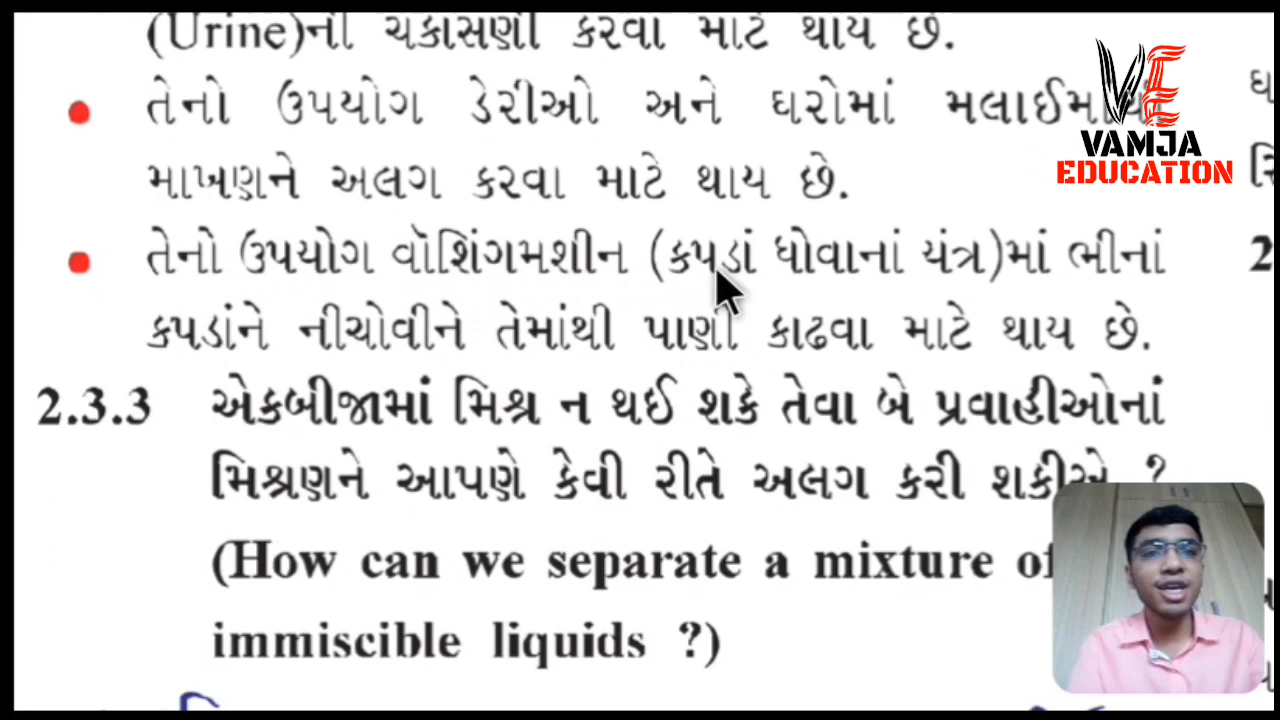 (Urine)ની ચકાસણી કરવા માટે થાય છે.
• તેનો ઉપયોગ ડેરીઓ અને ઘરોમાં મલાઈમાંથી
માખણને અલગ કરવા માટે થાય છે.
• તેનો ઉપયોગ વૉશિંગમશીન (કપડાં ધોવાનાં યંત્ર)માં ભીનાં
કપડાંને નીચોવીને તેમાંથી પાણી કાઢવા માટે થાય છે.
2.3.3 એકબીજામાં મિશ્ર ન થઈ શકે તેવા બે પ્રવાહીઓનાં
મિશ્રણને આપણે કેવી રીતે અલગ કરી શકીએ ?
(How can we separate a mixture of
immiscible liquids ?)
VE
VAMJA
EDUCATION
2